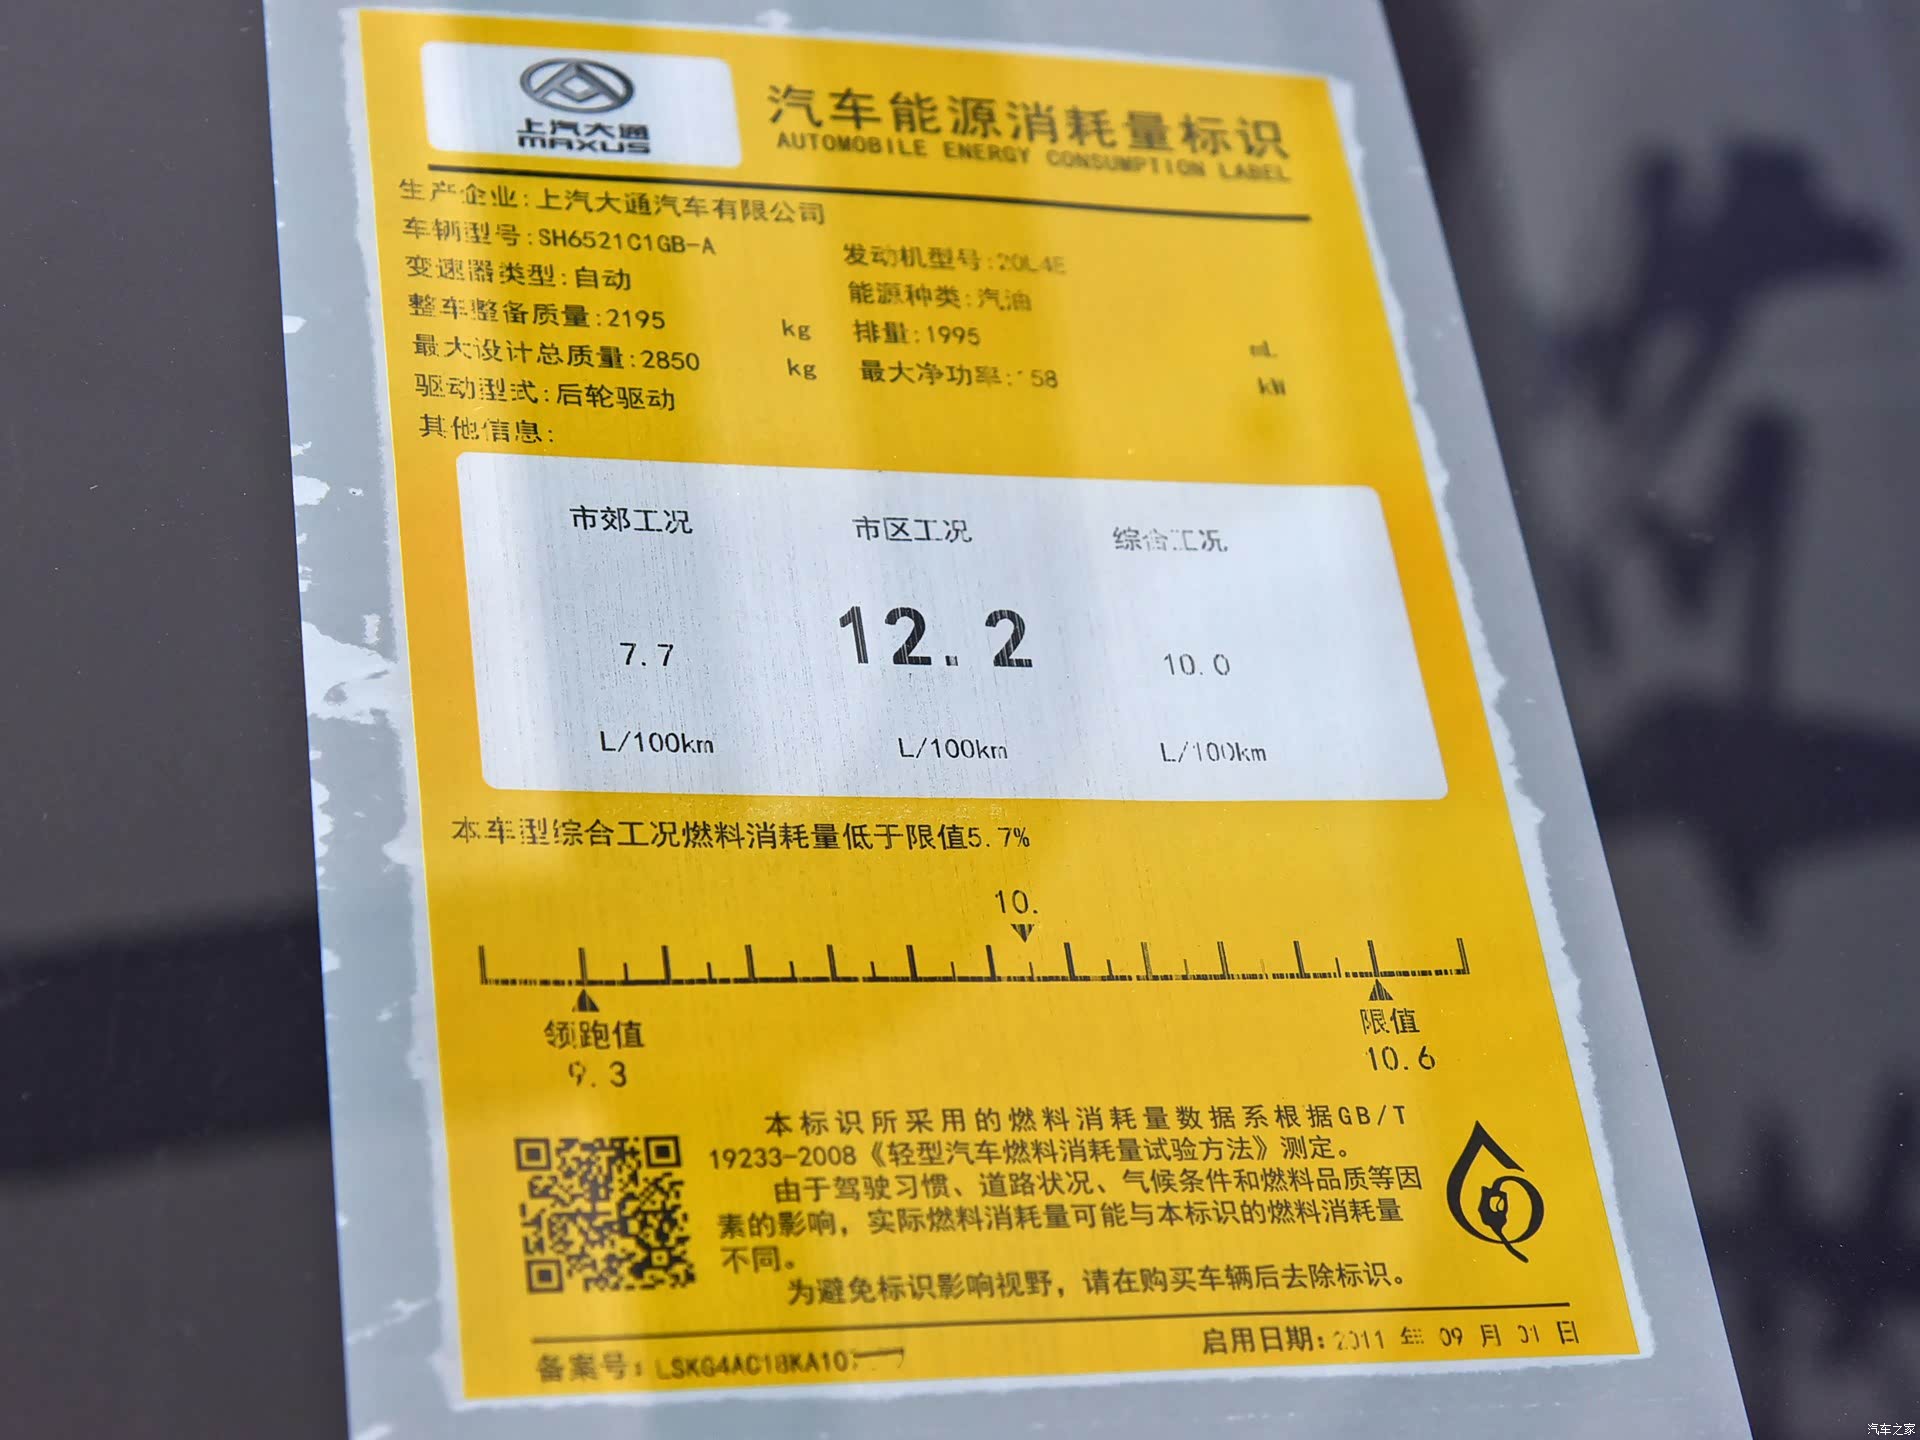 上汽大通
MAXUS
汽车能源消耗量标识
AUTOMOBILE ENERGY CONSUMPTION LABEL
生产企业:上汽大通汽车有限公司
车辆型号:SH6521C1GB-A
发动机型号:20L4E
变速器类型:自动
能源种类:汽油
整车整备质量:2195 kg
排量:1995 mL
最大设计总质量:2850 kg
最大净功率: 58 kW
驱动型式:后轮驱动
其他信息:
市郊工况 市区工况 综合工况
7.7 12.2 10.0
L/100km L/100km L/100km
本车型综合工况燃料消耗量低于限值5.7%
10.
领跑值 限值
9.3 10.6
本标识所采用的燃料消耗量数据系根据GB/T
19233-2008《轻型汽车燃料消耗量试验方法》测定。
由于驾驶习惯、道路状况、气候条件和燃料品质等因
素的影响，实际燃料消耗量可能与本标识的燃料消耗量
不同。
为避免标识影响视野，请在购买车辆后去除标识。
备案号: LSKG4AC18KA10
启用日期:2011 年 09 月 01 日
汽车之家